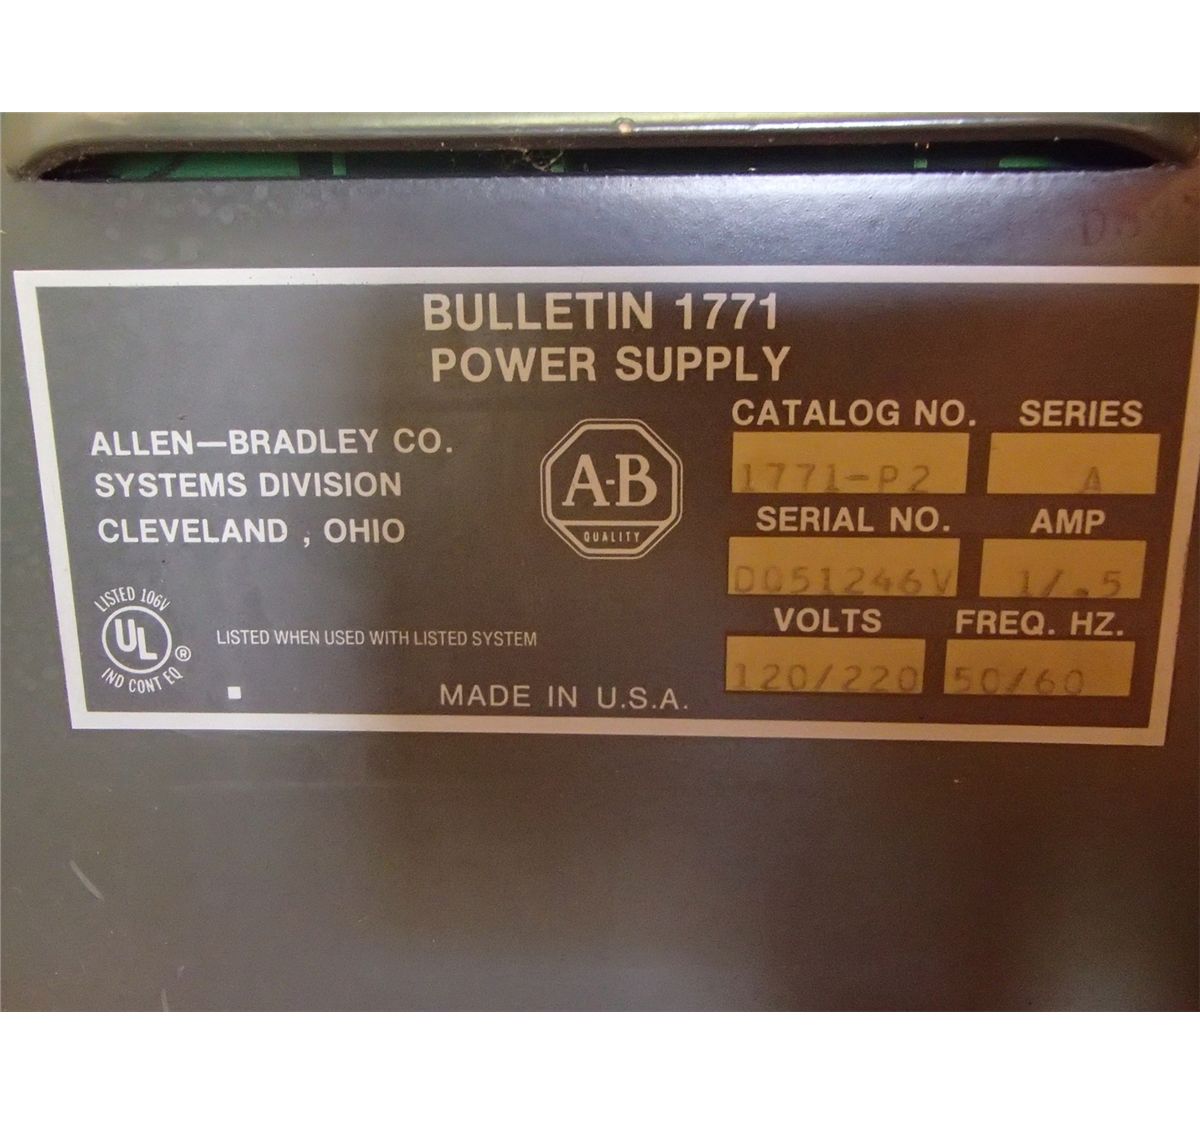 BULLETIN 1771
POWER SUPPLY
ALLEN—BRADLEY CO.
SYSTEMS DIVISION
CLEVELAND , OHIO
A-B
QUALITY
CATALOG NO. SERIES
1771-P2 A
SERIAL NO. AMP
D051246V 1/.5
VOLTS FREQ. HZ.
120/220 50/60
LISTED 106V
UL ®
IND CONT EQ
LISTED WHEN USED WITH LISTED SYSTEM
MADE IN U.S.A.